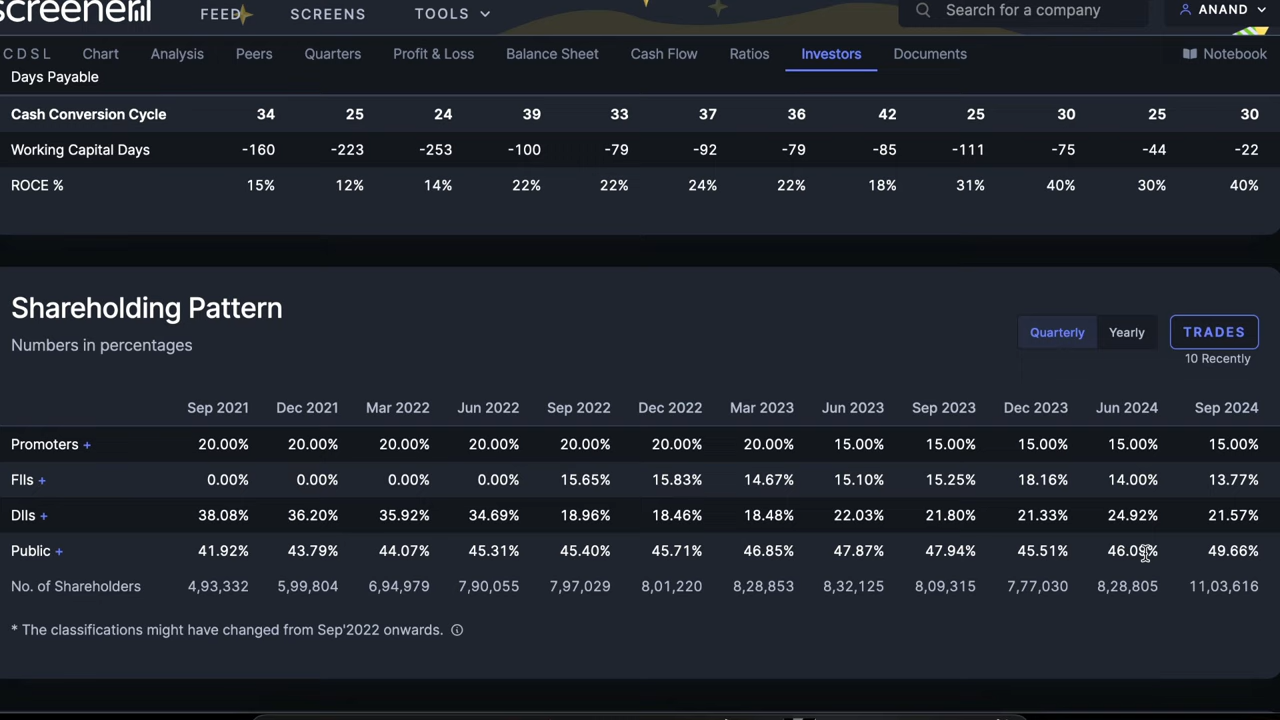 screener
FEED SCREENS TOOLS Search for a company ANAND
C D S L Chart Analysis Peers Quarters Profit & Loss Balance Sheet Cash Flow Ratios Investors Documents Notebook
Days Payable
Cash Conversion Cycle 34 25 24 39 33 37 36 42 25 30 25 30
Working Capital Days -160 -223 -253 -100 -79 -92 -79 -85 -111 -75 -44 -22
ROCE % 15% 12% 14% 22% 22% 24% 22% 18% 31% 40% 30% 40%
Shareholding Pattern
Numbers in percentages
Quarterly Yearly TRADES
10 Recently
Sep 2021 Dec 2021 Mar 2022 Jun 2022 Sep 2022 Dec 2022 Mar 2023 Jun 2023 Sep 2023 Dec 2023 Jun 2024 Sep 2024
Promoters + 20.00% 20.00% 20.00% 20.00% 20.00% 20.00% 20.00% 15.00% 15.00% 15.00% 15.00% 15.00%
FIIs + 0.00% 0.00% 0.00% 0.00% 15.65% 15.83% 14.67% 15.10% 15.25% 18.16% 14.00% 13.77%
DIIs + 38.08% 36.20% 35.92% 34.69% 18.96% 18.46% 18.48% 22.03% 21.80% 21.33% 24.92% 21.57%
Public + 41.92% 43.79% 44.07% 45.31% 45.40% 45.71% 46.85% 47.87% 47.94% 45.51% 46.09% 49.66%
No. of Shareholders 4,93,332 5,99,804 6,94,979 7,90,055 7,97,029 8,01,220 8,28,853 8,32,125 8,09,315 7,77,030 8,28,805 11,03,616
* The classifications might have changed from Sep'2022 onwards.